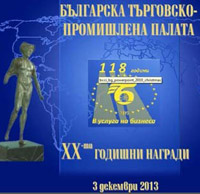 БЪЛГАРСКА ТЪРГОВСКО-
ПРОМИШЛЕНА ПАЛАТА
118 години
В услуга на бизнеса
XX-ти ГОДИШНИ НАГРАДИ
3 декември 2013